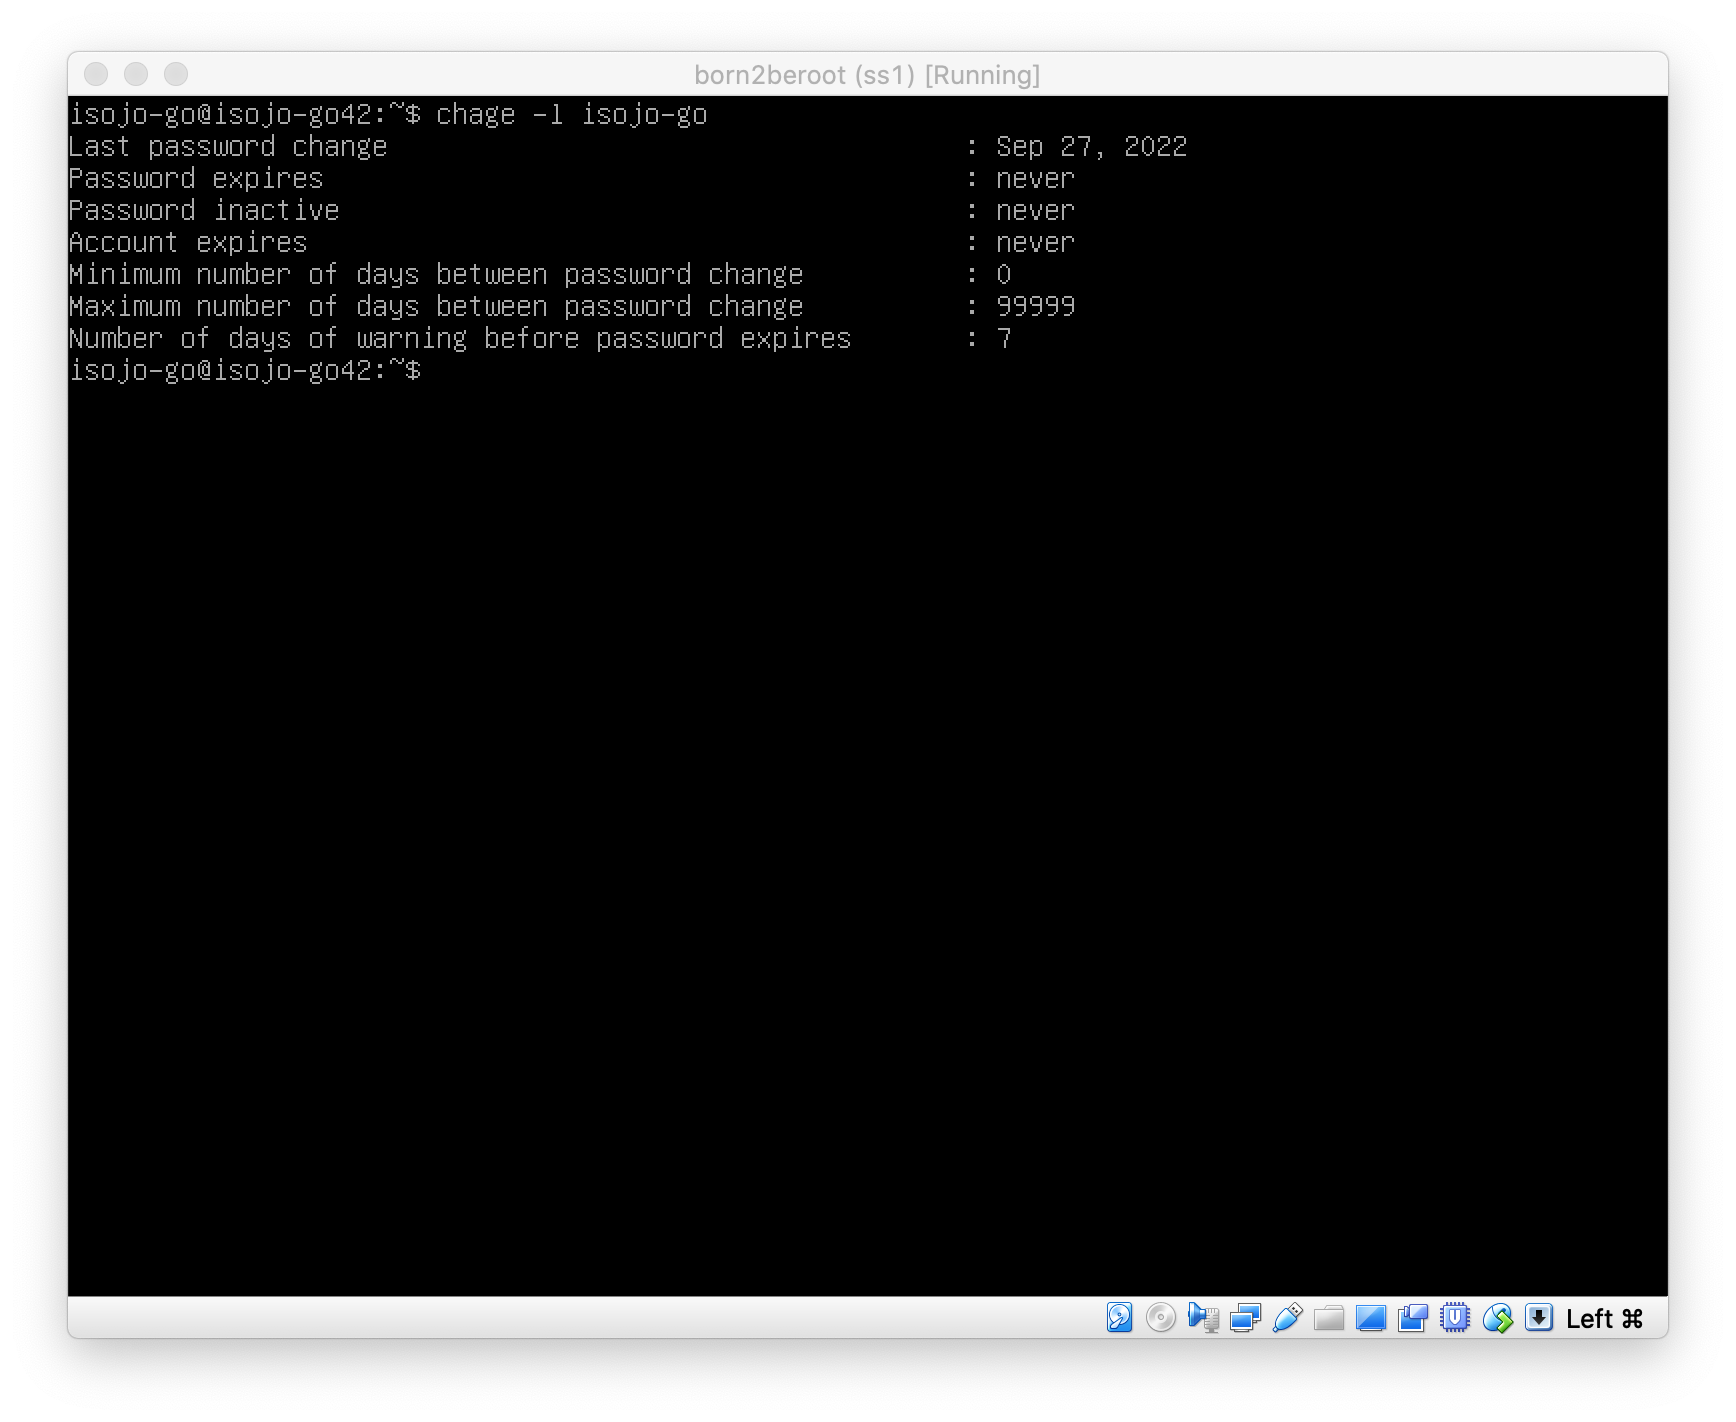 born2beroot (ss1) [Running]
isojo-go@isojo-go42:~$ chage -l isojo-go
Last password change : Sep 27, 2022
Password expires : never
Password inactive : never
Account expires : never
Minimum number of days between password change : 0
Maximum number of days between password change : 99999
Number of days of warning before password expires : 7
isojo-go@isojo-go42:~$
Left ⌘